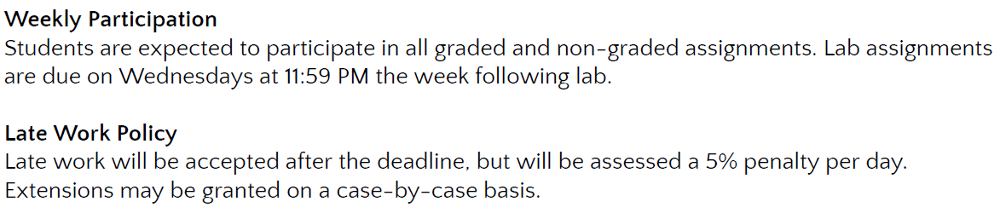 Weekly Participation
Students are expected to participate in all graded and non-graded assignments. Lab assignments
are due on Wednesdays at 11:59 PM the week following lab.
Late Work Policy
Late work will be accepted after the deadline, but will be assessed a 5% penalty per day.
Extensions may be granted on a case-by-case basis.